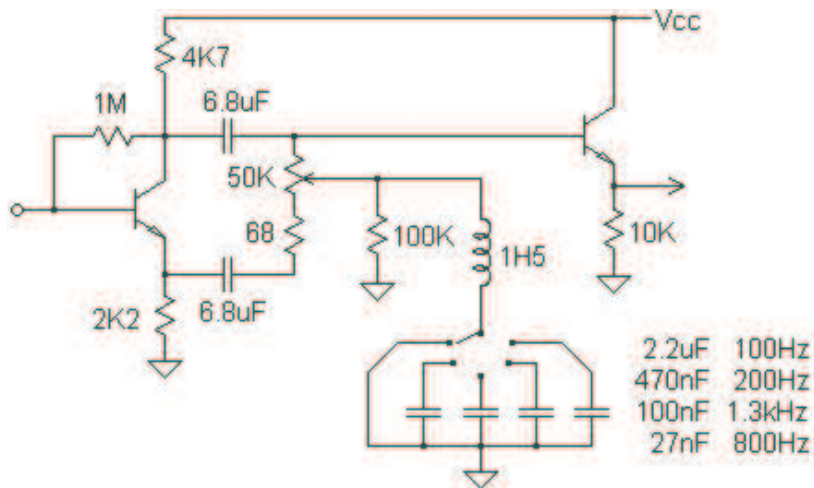 Vcc
4K7
1M
6.8uF
50K
68
100K
1H5
10K
2K2
6.8uF
2.2uF 100Hz
470nF 200Hz
100nF 1.3kHz
27nF 800Hz